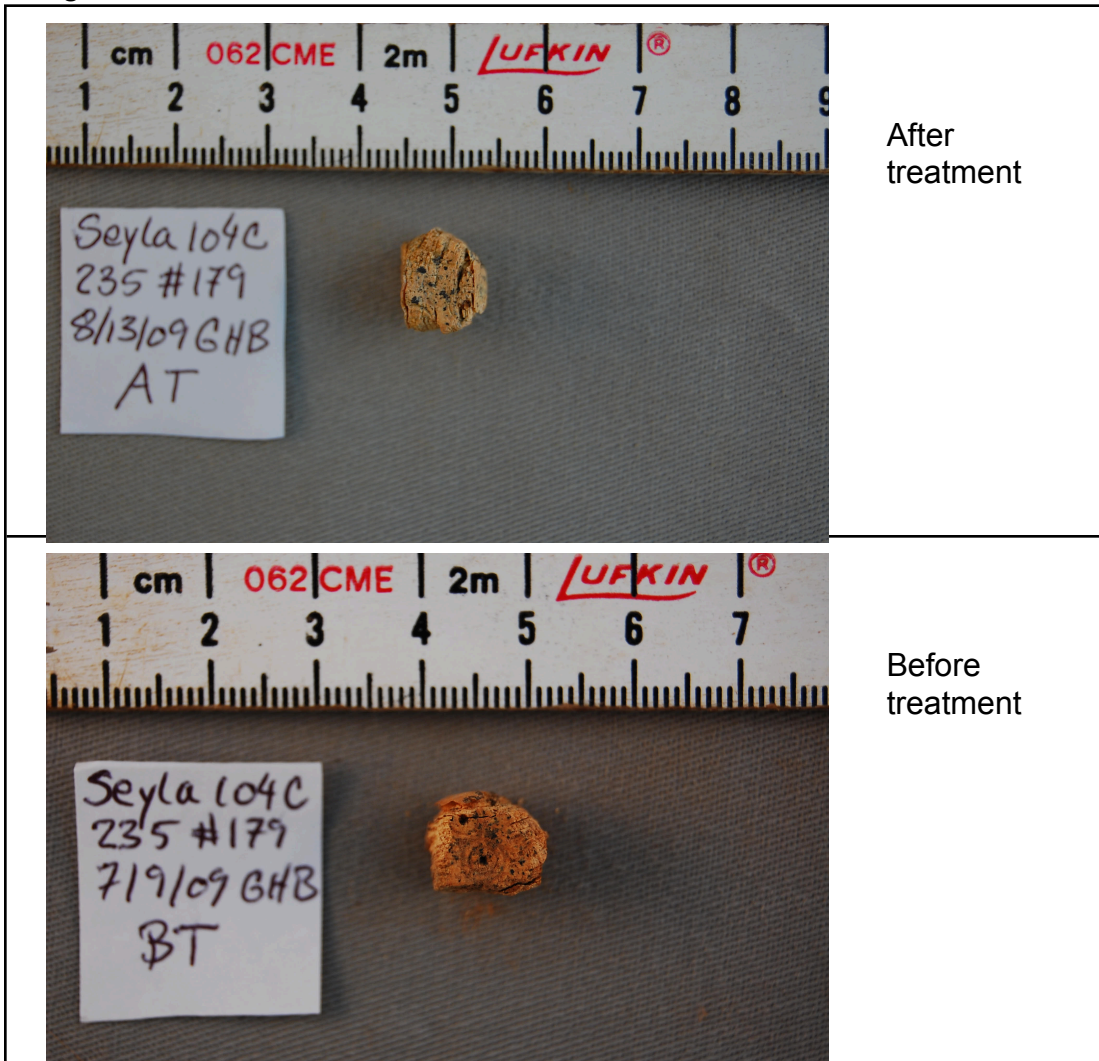 cm 062 CME 2m LUFKIN ®
1 2 3 4 5 6 7 8 9
Seyla 104C
235 #179
8/13/09 GHB
AT
After
treatment
cm 062 CME 2m LUFKIN ®
1 2 3 4 5 6 7
Seyla 104C
235 #179
7/9/09 GHB
BT
Before
treatment